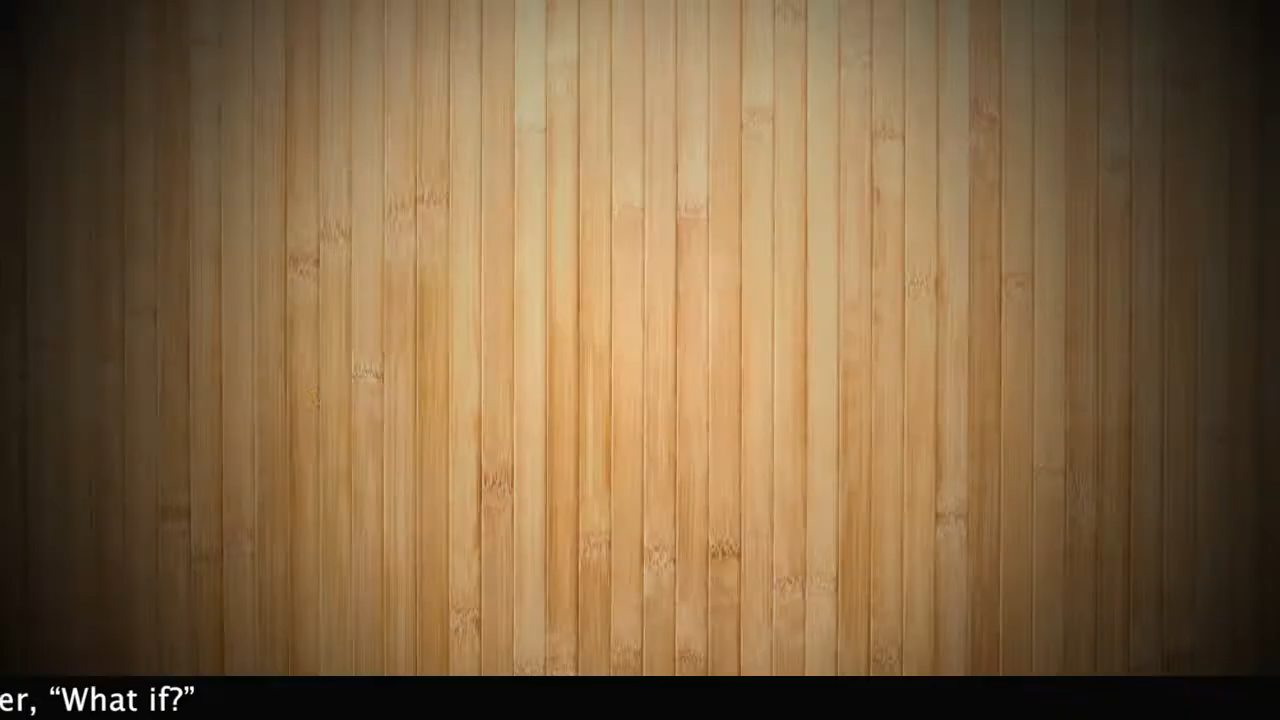 er, “What if?”